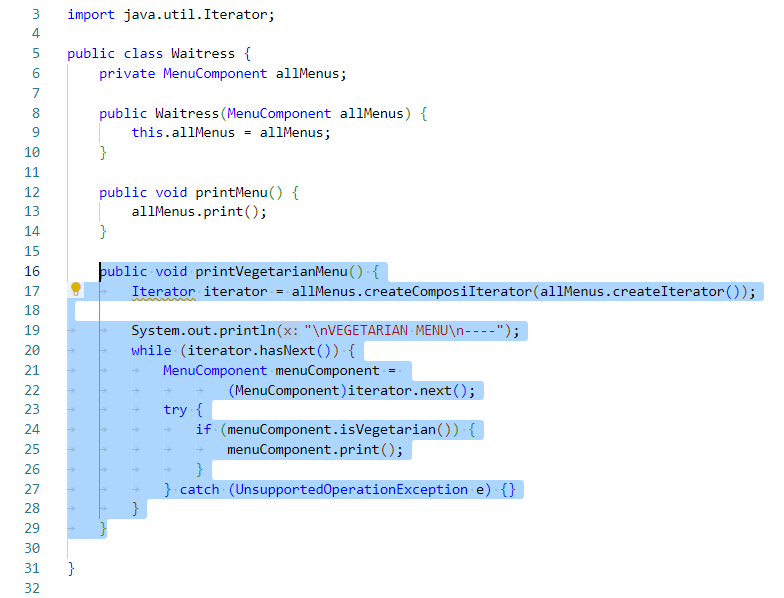 3 import java.util.Iterator;
4
5 public class Waitress {
6 private MenuComponent allMenus;
7
8 public Waitress(MenuComponent allMenus) {
9 this.allMenus = allMenus;
10 }
11
12 public void printMenu() {
13 allMenus.print();
14 }
15
16 public void printVegetarianMenu() {
17 Iterator iterator = allMenus.createComposiIterator(allMenus.createIterator());
18
19 System.out.println(x: "\nVEGETARIAN MENU\n----");
20 while (iterator.hasNext()) {
21 MenuComponent menuComponent =
22 (MenuComponent)iterator.next();
23 try {
24 if (menuComponent.isVegetarian()) {
25 menuComponent.print();
26 }
27 } catch (UnsupportedOperationException e) {}
28 }
29 }
30
31 }
32